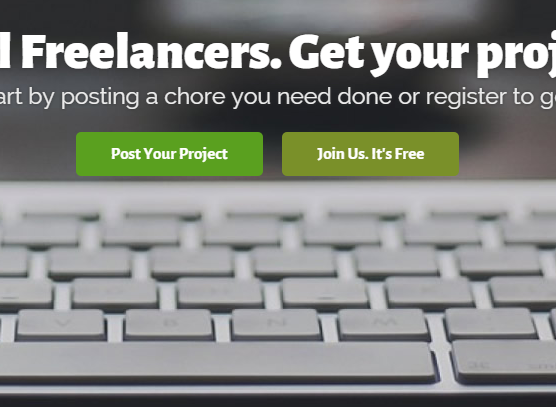 l Freelancers. Get your proj
art by posting a chore you need done or register to g
Post Your Project
Join Us. It's Free
V B N M